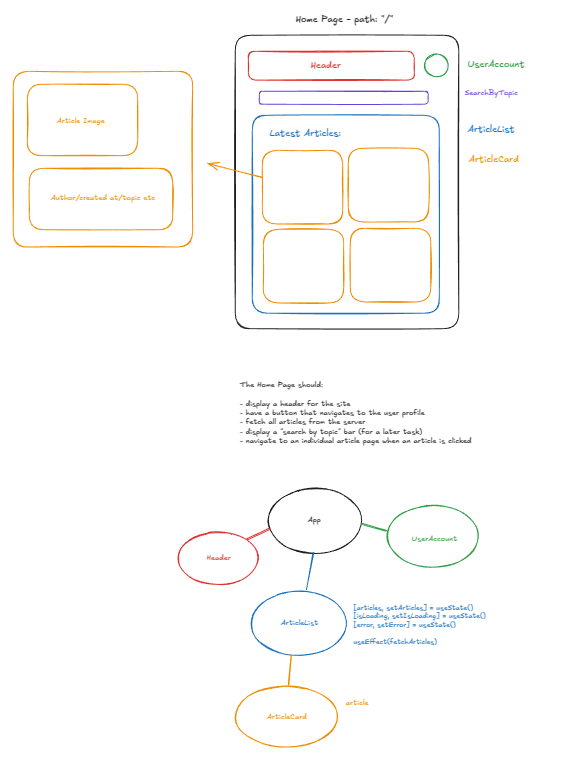 Home Page - path: "/"
Header
UserAccount
SearchByTopic
Latest Articles:
ArticleList
ArticleCard
Article Image
Author/created at/topic etc
The Home Page should:
- display a header for the site
- have a button that navigates to the user profile
- fetch all articles from the server
- display a "search by topic" bar (for a later task)
- navigate to an individual article page when an article is clicked
App
Header
UserAccount
ArticleList
[articles, setArticles] = useState()
[isLoading, setIsLoading] = useState()
[error, setError] = useState()
useEffect(fetchArticles)
ArticleCard
article